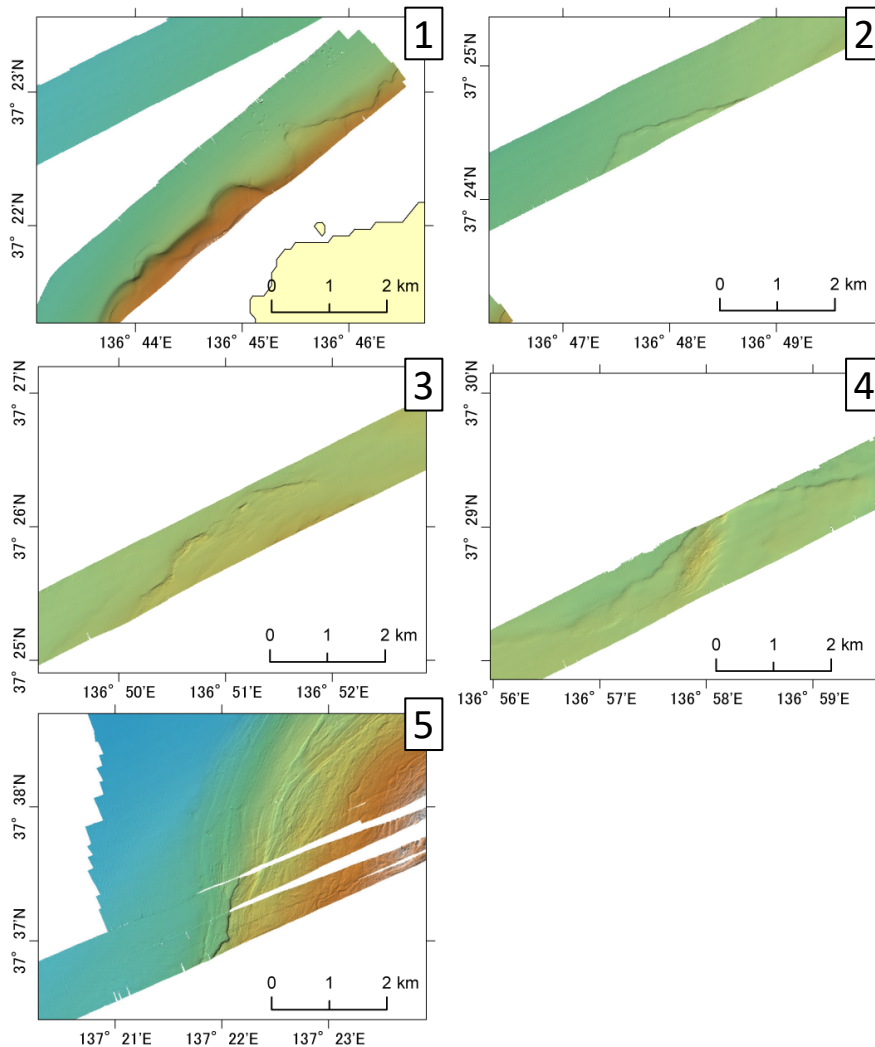 1
37° 23'N
37° 22'N
0 1 2 km
136° 44'E 136° 45'E 136° 46'E
2
37° 25'N
37° 24'N
0 1 2 km
136° 47'E 136° 48'E 136° 49'E
3
37° 27'N
37° 26'N
37° 25'N
0 1 2 km
136° 50'E 136° 51'E 136° 52'E
4
37° 30'N
37° 29'N
0 1 2 km
136° 56'E 136° 57'E 136° 58'E 136° 59'E
5
37° 38'N
37° 37'N
0 1 2 km
137° 21'E 137° 22'E 137° 23'E